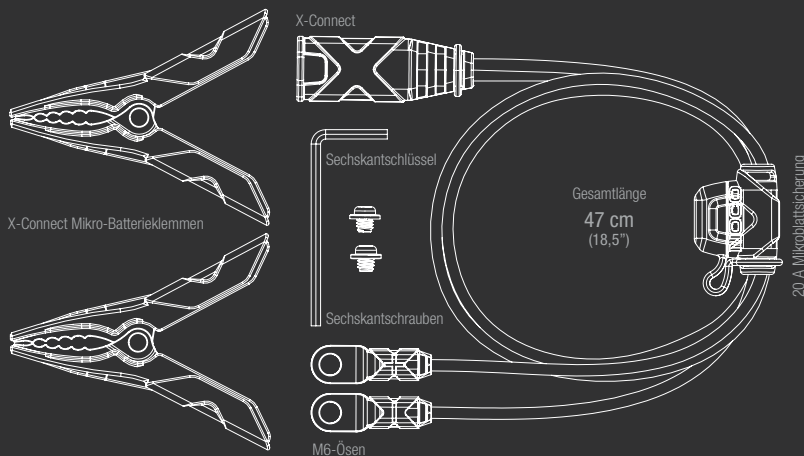 X-Connect
Sechskantschlüssel
X-Connect Mikro-Batterieklemmen
Gesamtlänge
47 cm
(18,5")
20 A Mikroblattsicherung
Sechskantschrauben
M6-Ösen